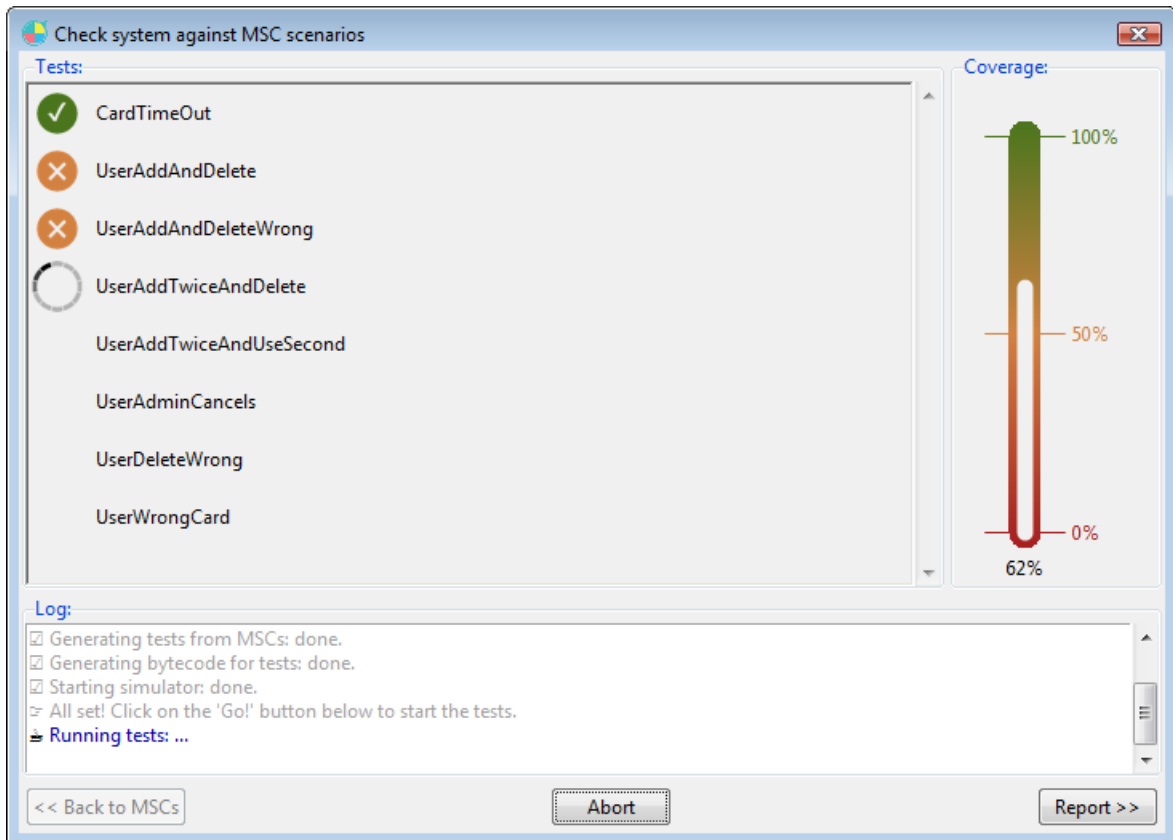 Check system against MSC scenarios
Tests:
CardTimeOut
UserAddAndDelete
UserAddAndDeleteWrong
UserAddTwiceAndDelete
UserAddTwiceAndUseSecond
UserAdminCancels
UserDeleteWrong
UserWrongCard
Coverage:
100%
50%
0%
62%
Log:
☑ Generating tests from MSCs: done.
☑ Generating bytecode for tests: done.
☑ Starting simulator: done.
☞ All set! Click on the 'Go!' button below to start the tests.
Running tests: ...
<< Back to MSCs
Abort
Report >>